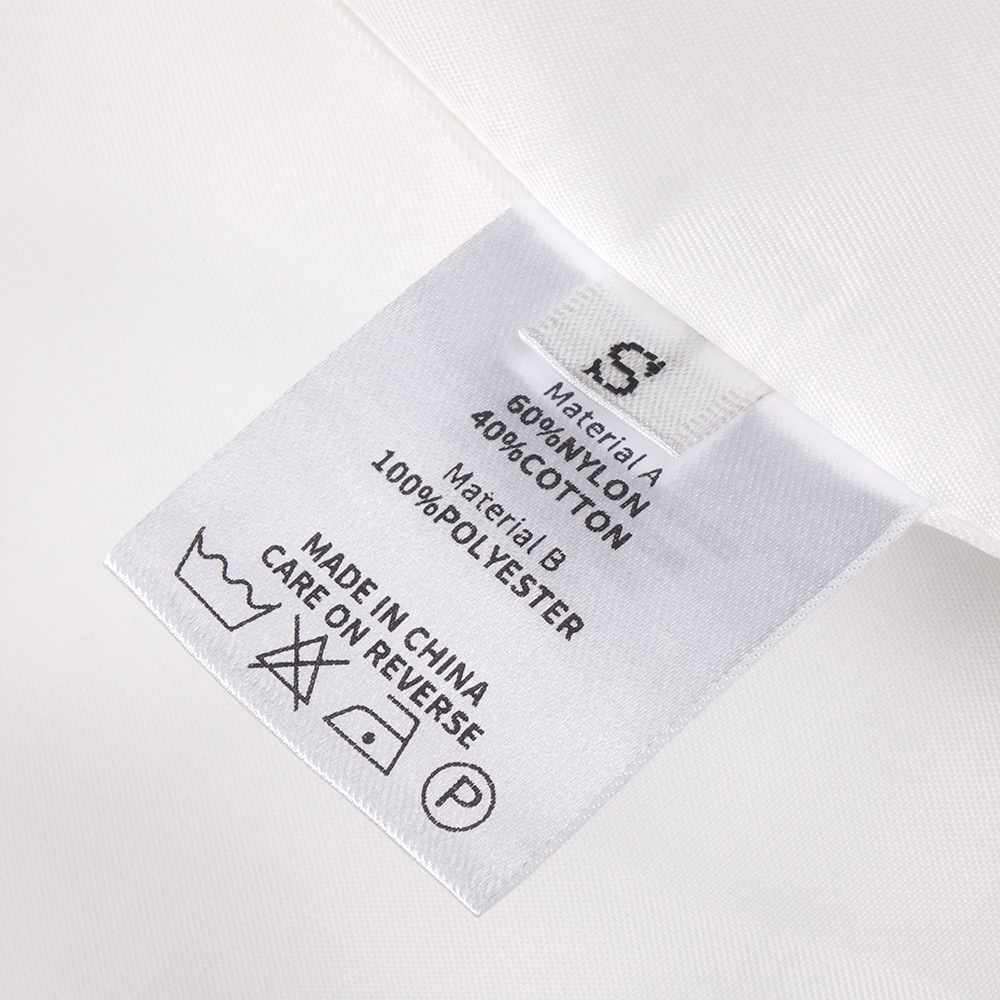 S
Material A
60%NYLON
40%COTTON
Material B
100%POLYESTER
MADE IN CHINA
CARE ON REVERSE
P